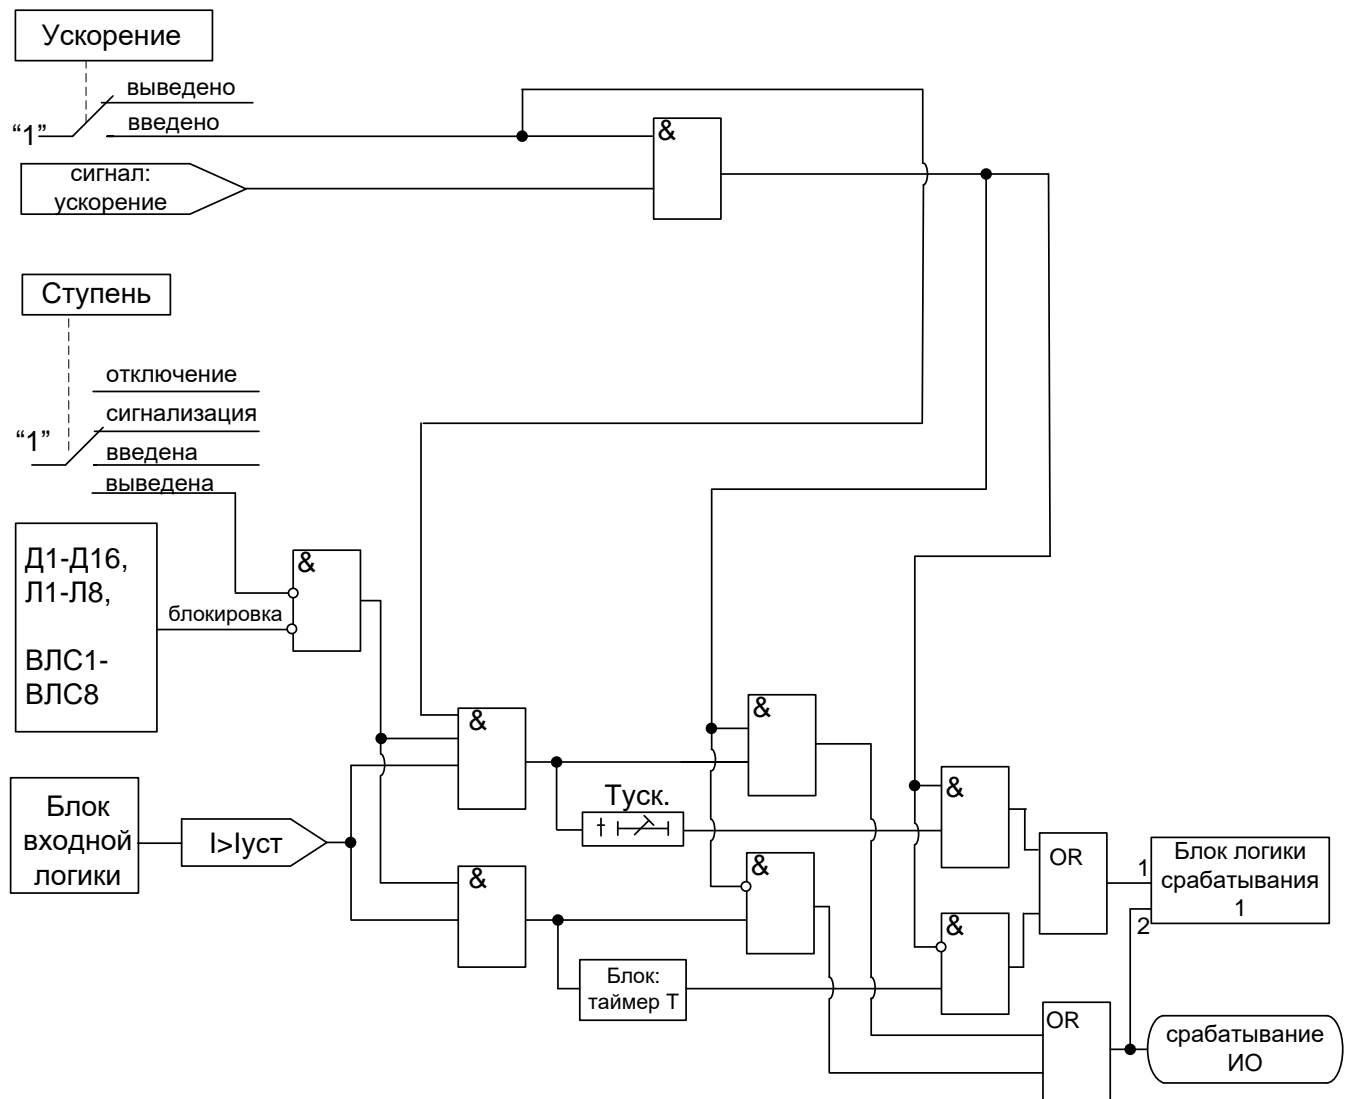 Ускорение
выведено
“1”
введено
&
сигнал:
ускорение
Ступень
отключение
сигнализация
“1”
введена
выведена
Д1-Д16,
Л1-Л8,
ВЛС1-
ВЛС8
&
блокировка
&
&
Блок
входной
логики
I>Iуст
Туск.
&
OR
1
Блок логики
срабатывания
1
2
&
&
&
Блок:
таймер Т
OR
срабатывание
ИО